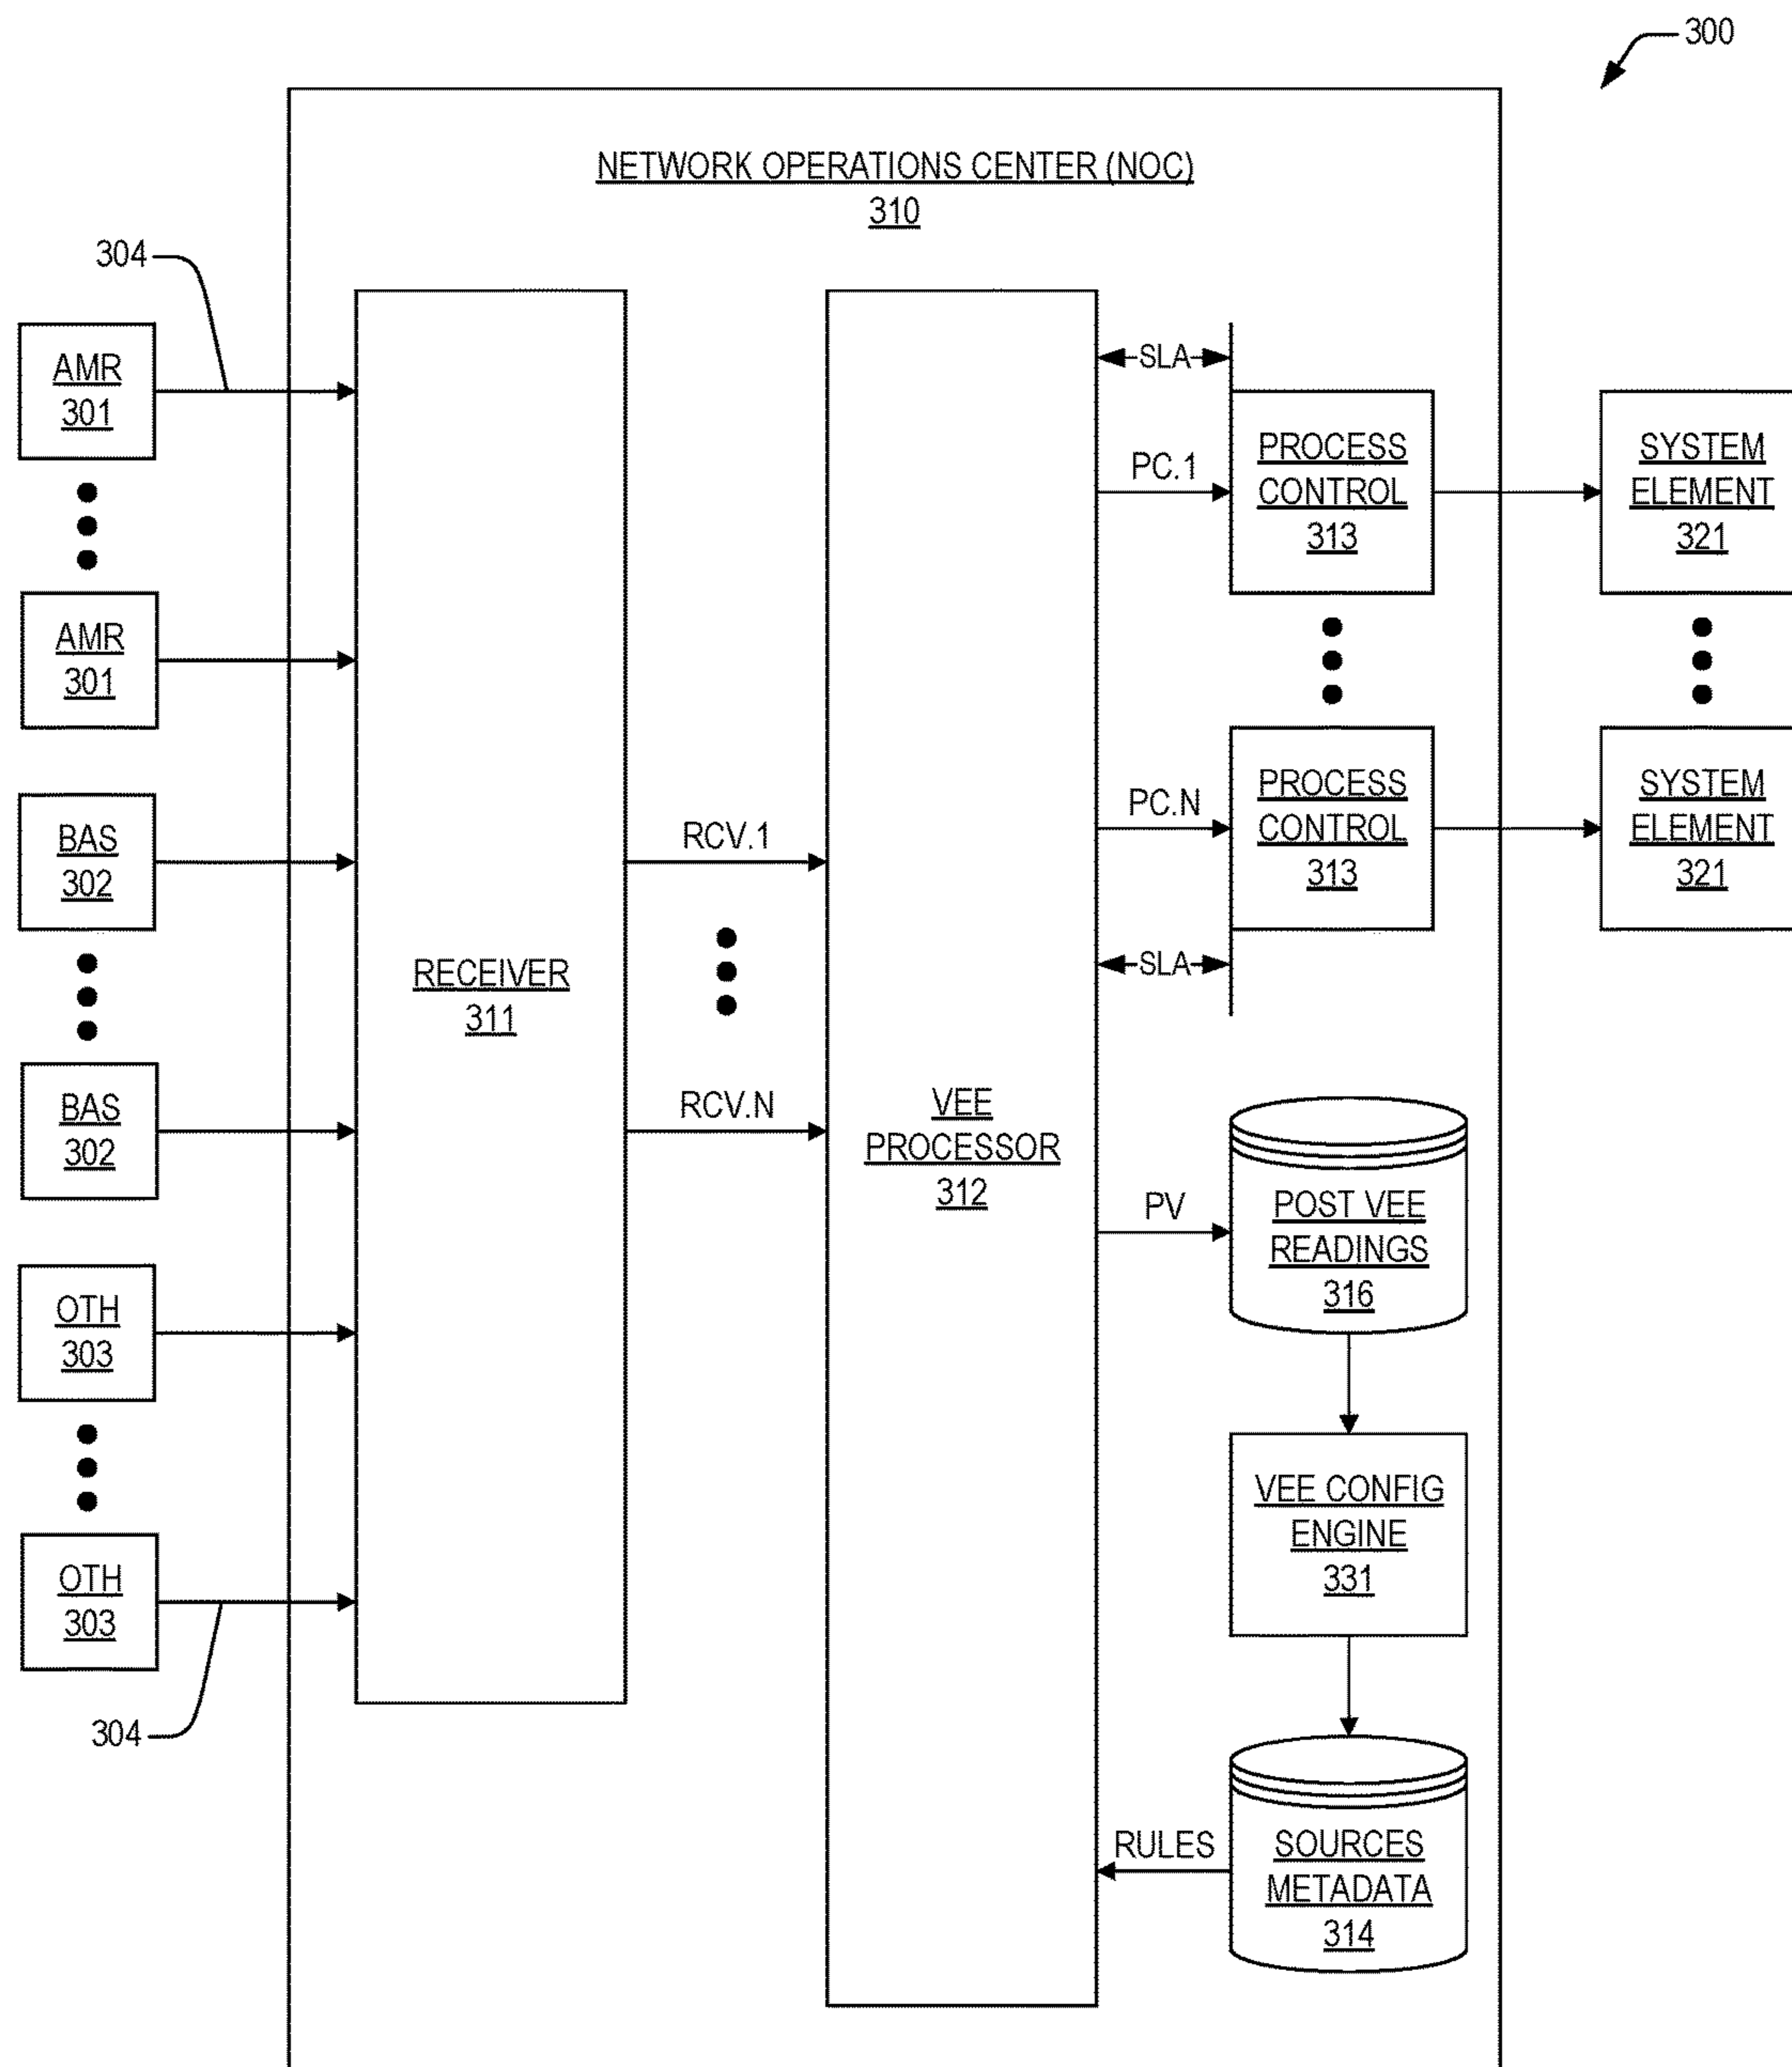 300
NETWORK OPERATIONS CENTER (NOC)
310
304
AMR
301
AMR
301
BAS
302
BAS
302
OTH
303
OTH
303
304
RECEIVER
311
RCV.1
RCV.N
VEE
PROCESSOR
312
SLA
PC.1
PC.N
SLA
PROCESS
CONTROL
313
PROCESS
CONTROL
313
SYSTEM
ELEMENT
321
SYSTEM
ELEMENT
321
PV
POST VEE
READINGS
316
VEE CONFIG
ENGINE
331
RULES
SOURCES
METADATA
314